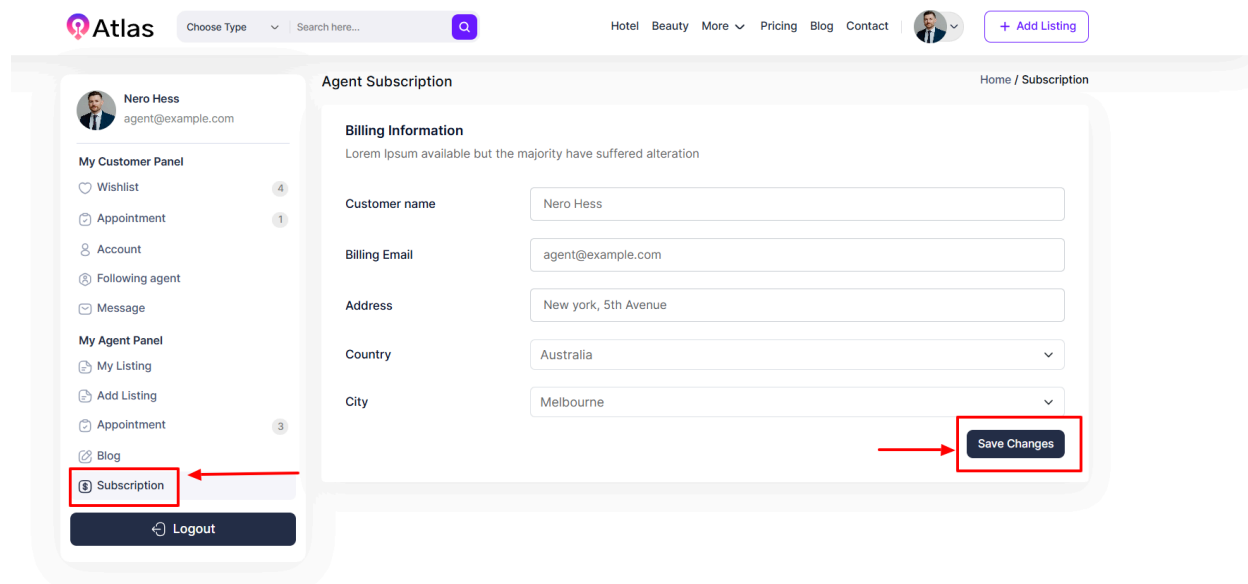 Atlas
Choose Type
Search here...
Hotel Beauty More Pricing Blog Contact
+ Add Listing
Nero Hess
agent@example.com
My Customer Panel
Wishlist 4
Appointment 1
Account
Following agent
Message
My Agent Panel
My Listing
Add Listing
Appointment 3
Blog
$ Subscription
Logout
Agent Subscription
Home / Subscription
Billing Information
Lorem Ipsum available but the majority have suffered alteration
Customer name Nero Hess
Billing Email agent@example.com
Address New york, 5th Avenue
Country Australia
City Melbourne
Save Changes